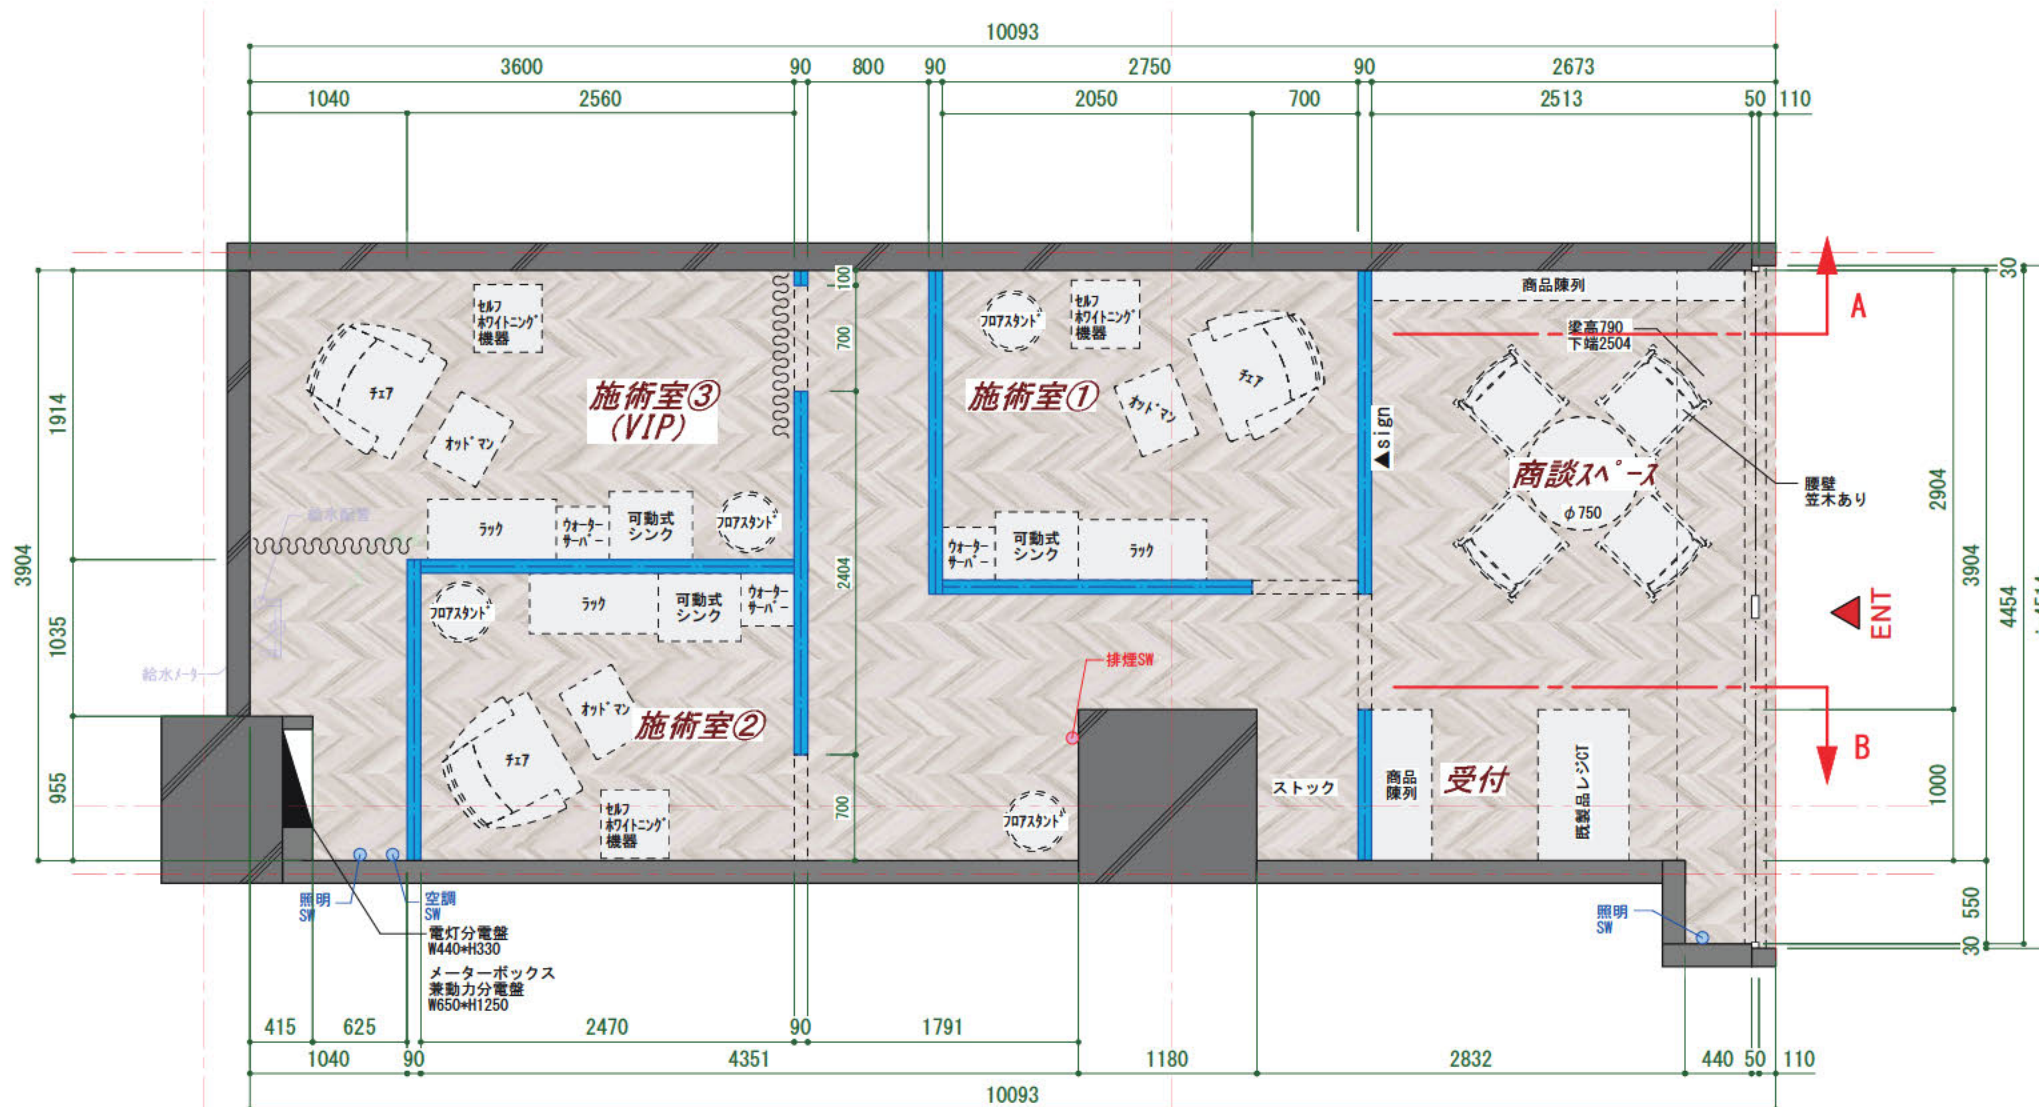 10093
3600
90
800
90
2750
90
2673
1040
2560
2050
700
2513
50
110
3904
1914
1035
955
100
700
2404
700
30
2904
3904
4454
1000
550
30
商品陳列
梁高790
下端2504
A
セルフ
ホワイトニング
機器
チェア
オットマン
施術室③
(VIP)
フロアスタンド
セルフ
ホワイトニング
機器
チェア
オットマン
施術室①
▲sign
商談スペース
φ750
腰壁
笠木あり
給水配管
ラック
ウォーター
サーバー
可動式
シンク
フロアスタンド
ウォーター
サーバー
可動式
シンク
ラック
フロアスタンド
ラック
可動式
シンク
ウォーター
サーバー
ENT
給水メーター
排煙SW
オットマン
施術室②
チェア
セルフ
ホワイトニング
機器
フロアスタンド
ストック
商品
陳列
受付
既製品レジCT
B
照明
SW
空調
SW
電灯分電盤
W440*H330
メーターボックス
兼動力分電盤
W650*H1250
照明
SW
415
625
2470
90
1791
1040
90
4351
1180
2832
440
50
110
10093